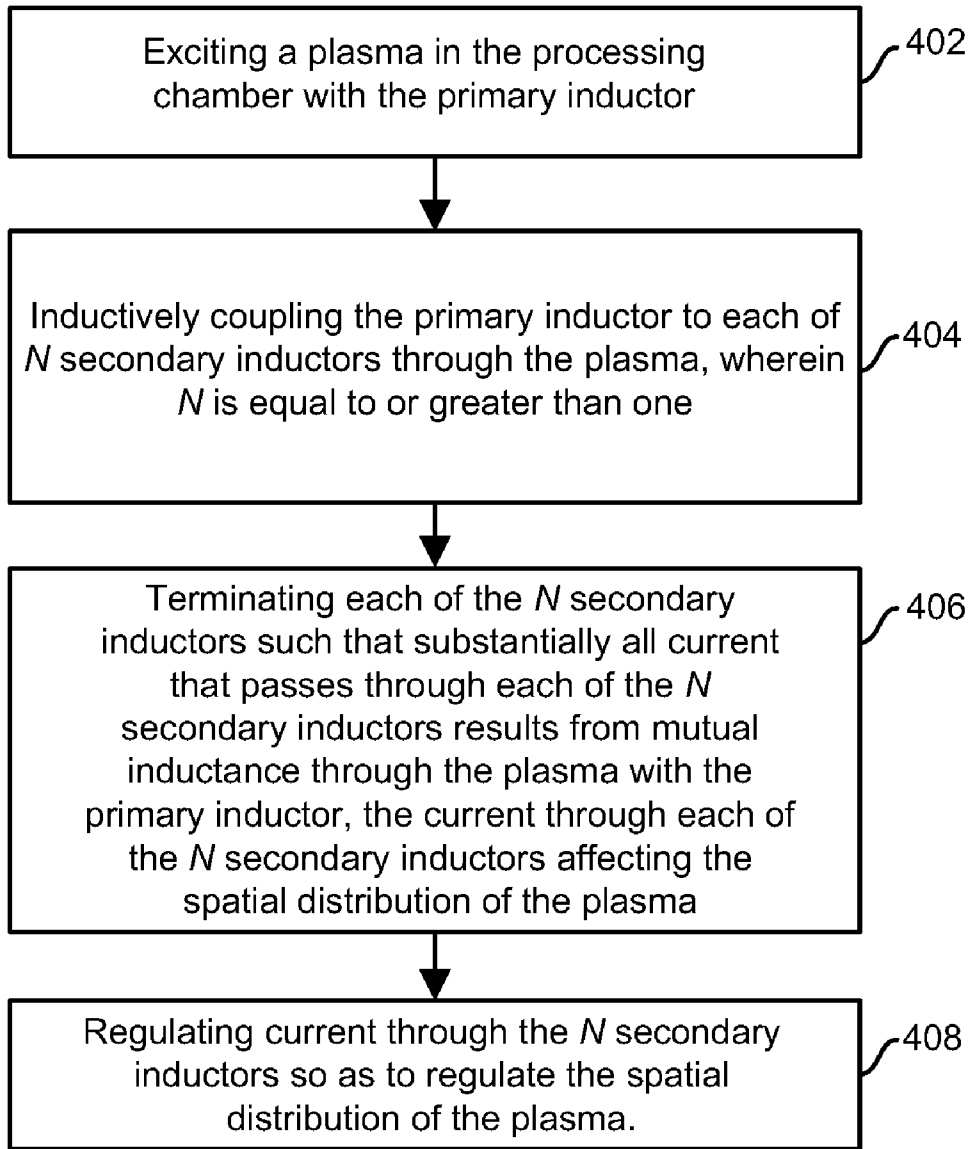 Exciting a plasma in the processing
chamber with the primary inductor
402
Inductively coupling the primary inductor to each of
N secondary inductors through the plasma, wherein
N is equal to or greater than one
404
Terminating each of the N secondary
inductors such that substantially all current
that passes through each of the N
secondary inductors results from mutual
inductance through the plasma with the
primary inductor, the current through each of
the N secondary inductors affecting the
spatial distribution of the plasma
406
Regulating current through the N secondary
inductors so as to regulate the spatial
distribution of the plasma.
408